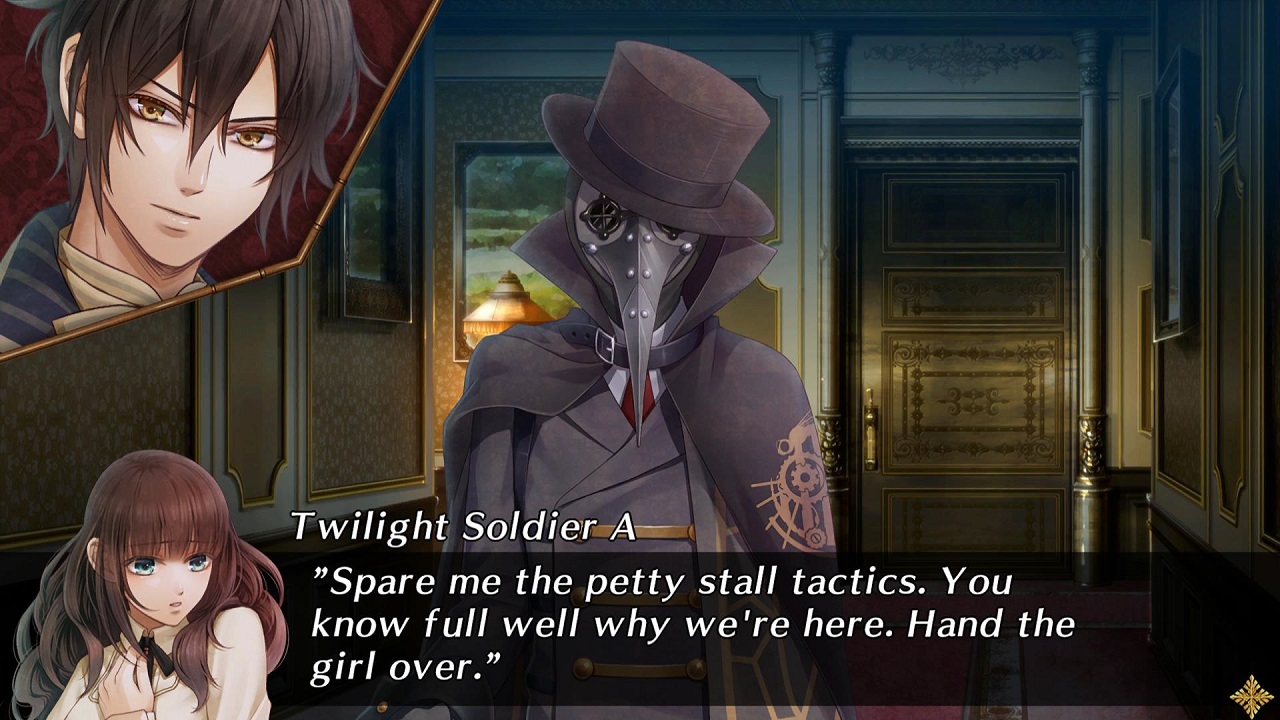 Twilight Soldier A
”Spare me the petty stall tactics. You
know full well why we're here. Hand the
girl over.”